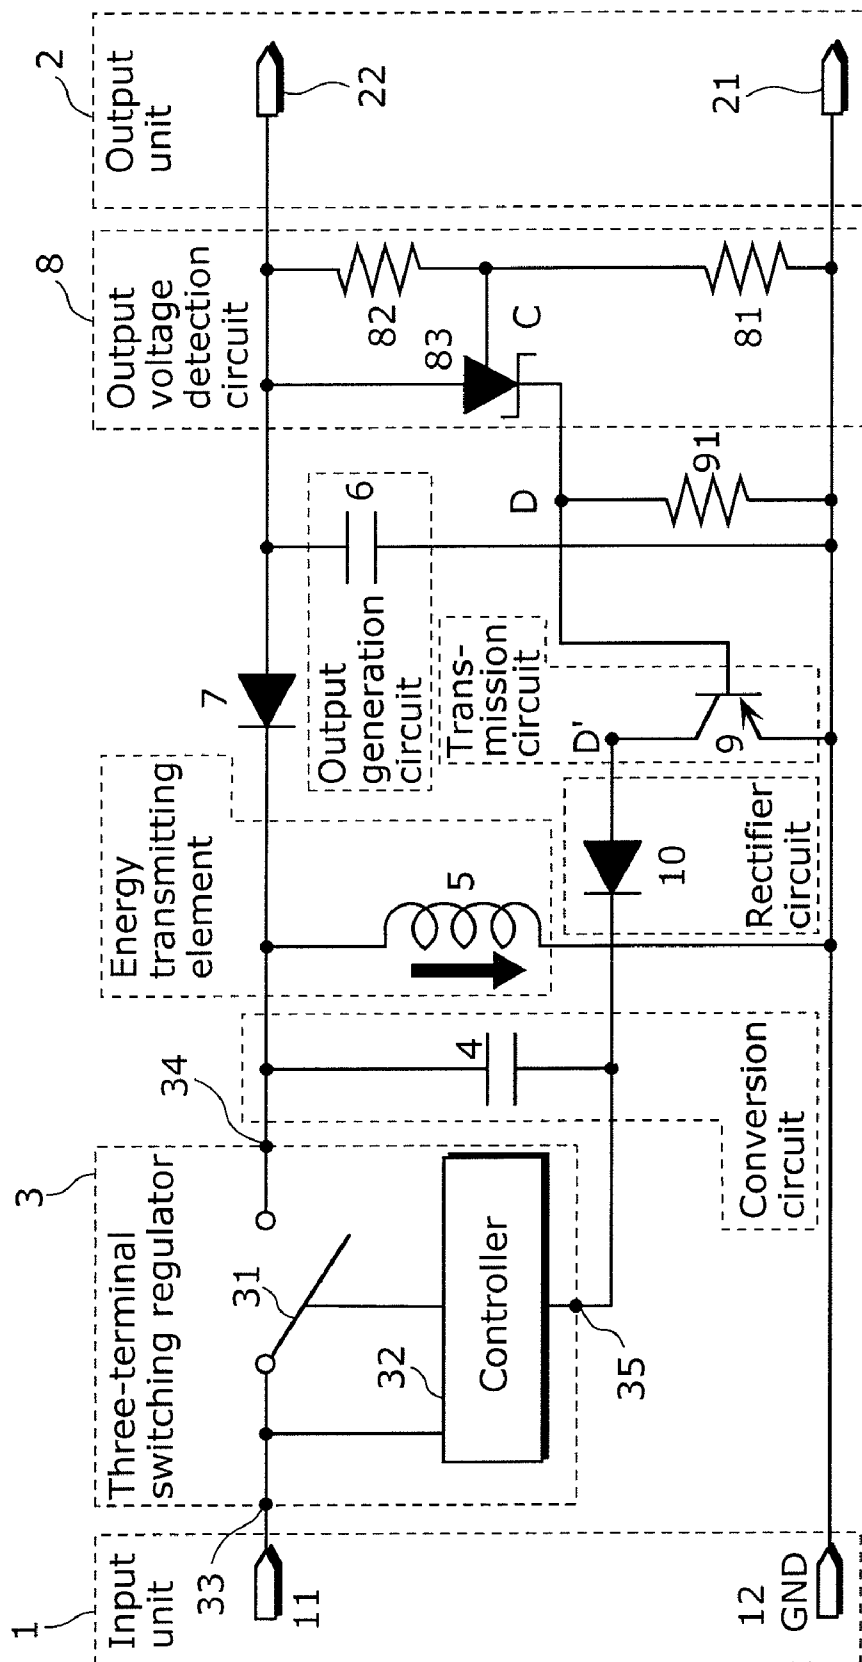 1
Input
unit
33
11
12
GND
3
Three-terminal
switching regulator
31
32
Controller
34
35
4
Conversion
circuit
Energy
transmitting
element
5
10
Rectifier
circuit
7
Output
generation
circuit
6
Trans-
mission
circuit
D'
9
D
91
8
Output
voltage
detection
circuit
82
83
C
81
2
Output
unit
22
21